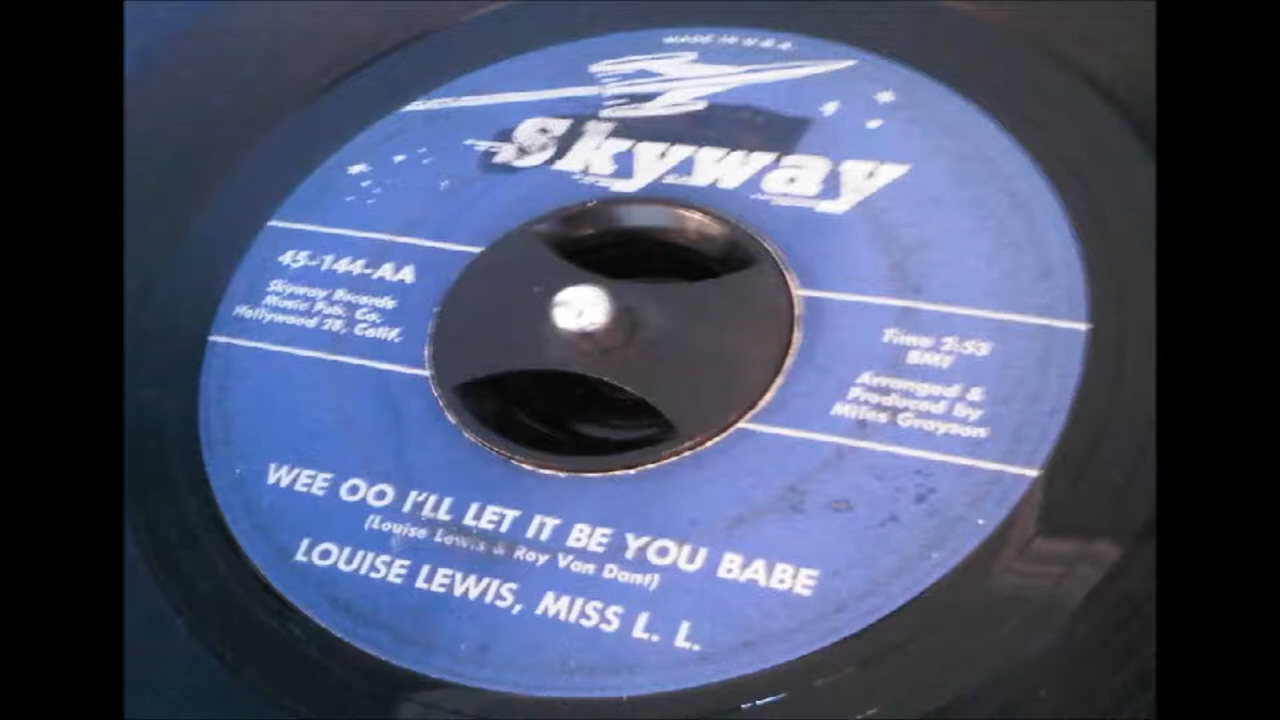 MADE IN U.S.A.
Skyway
45-144-AA
Skyway Records
Music Pub. Co.
Hollywood 28, Calif.
Time 2:53
BMI
Arranged &
Produced by
Miles Grayson
WEE OO I'LL LET IT BE YOU BABE
(Louise Lewis & Roy Van Dant)
LOUISE LEWIS, MISS L. L.